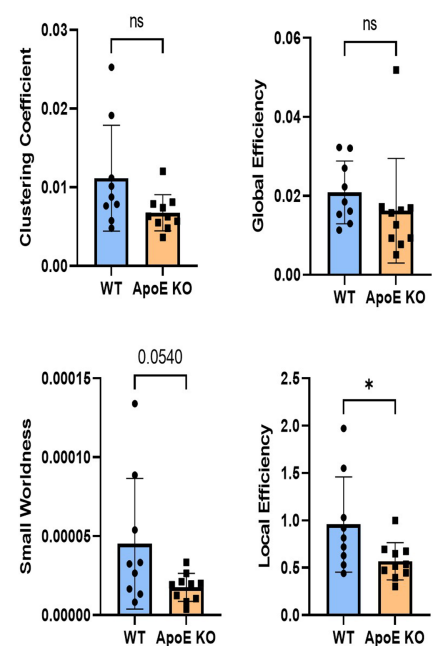 ns
Clustering Coefficient
0.03
0.02
0.01
0.00
WT ApoE KO
ns
Global Efficiency
0.06
0.04
0.02
0.00
WT ApoE KO
0.0540
Small Worldness
0.00015
0.00010
0.00005
0.00000
WT ApoE KO
*
Local Efficiency
2.5
2.0
1.5
1.0
0.5
0.0
WT ApoE KO